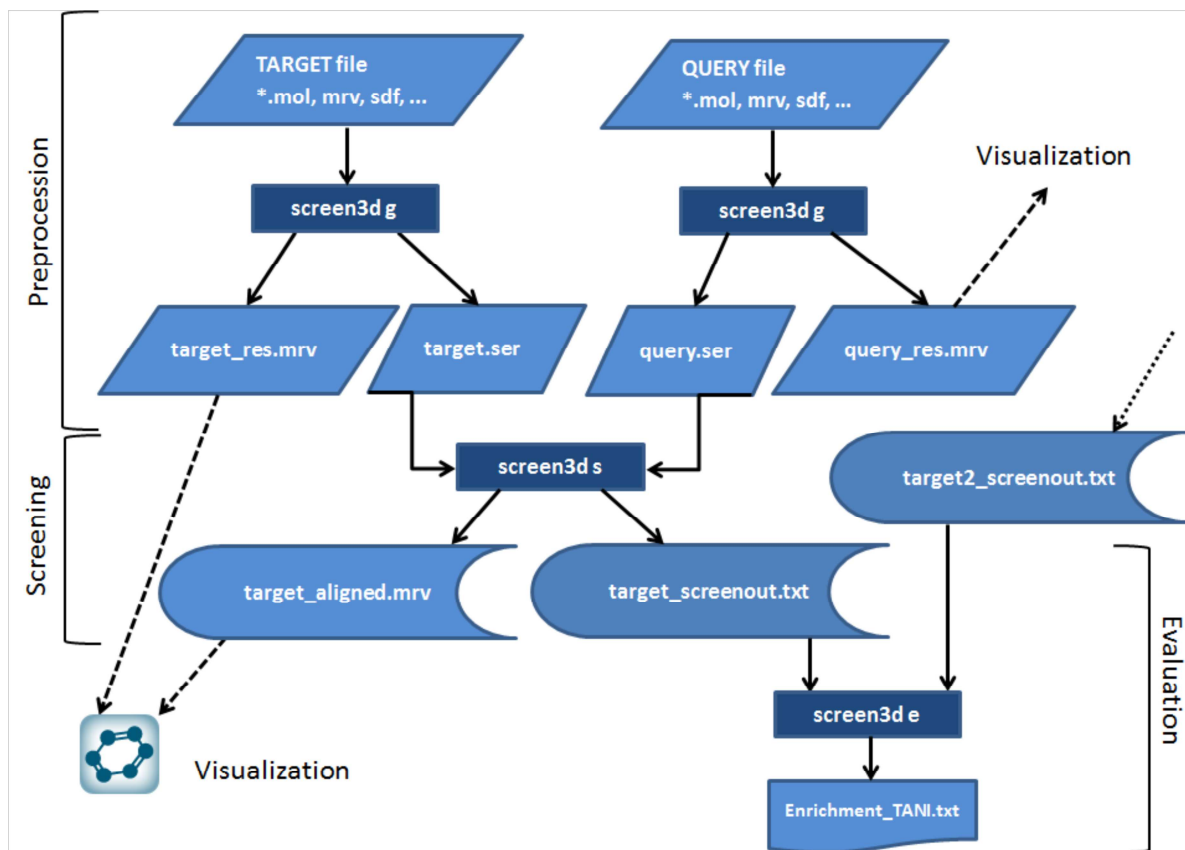 TARGET file
*.mol, mrv, sdf, ...
QUERY file
*.mol, mrv, sdf, ...
Preprocession
Visualization
screen3d g
screen3d g
target_res.mrv
target.ser
query.ser
query_res.mrv
Screening
screen3d s
target2_screenout.txt
target_aligned.mrv
target_screenout.txt
Evaluation
screen3d e
Visualization
Enrichment_TANI.txt